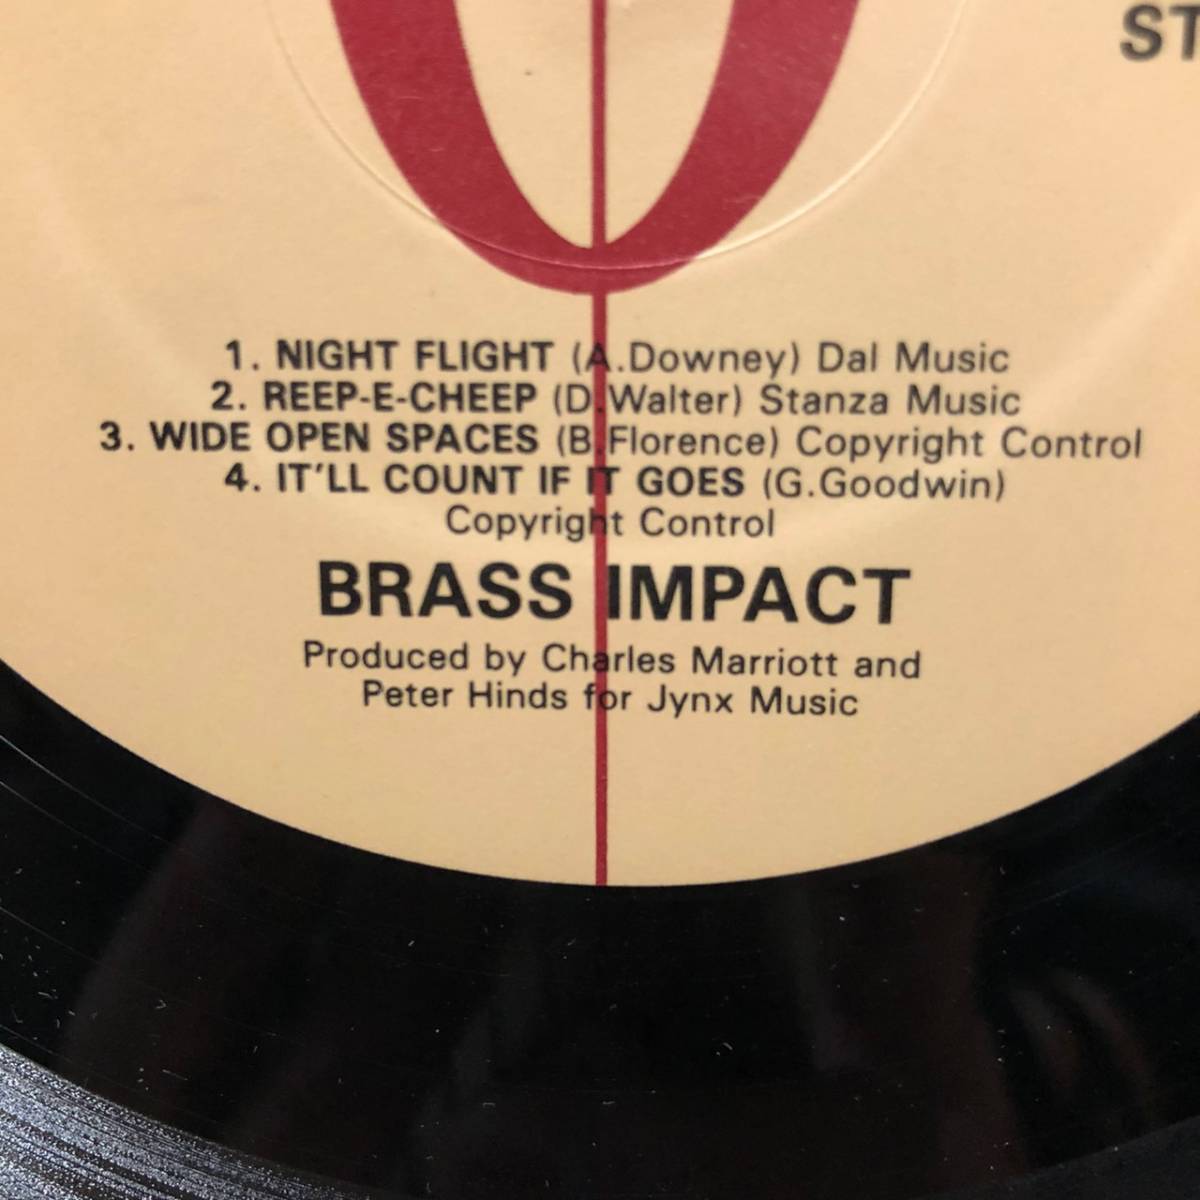 ST
1. NIGHT FLIGHT (A.Downey) Dal Music
2. REEP-E-CHEEP (D.Walter) Stanza Music
3. WIDE OPEN SPACES (B.Florence) Copyright Control
4. IT'LL COUNT IF IT GOES (G.Goodwin)
Copyright Control
BRASS IMPACT
Produced by Charles Marriott and
Peter Hinds for Jynx Music